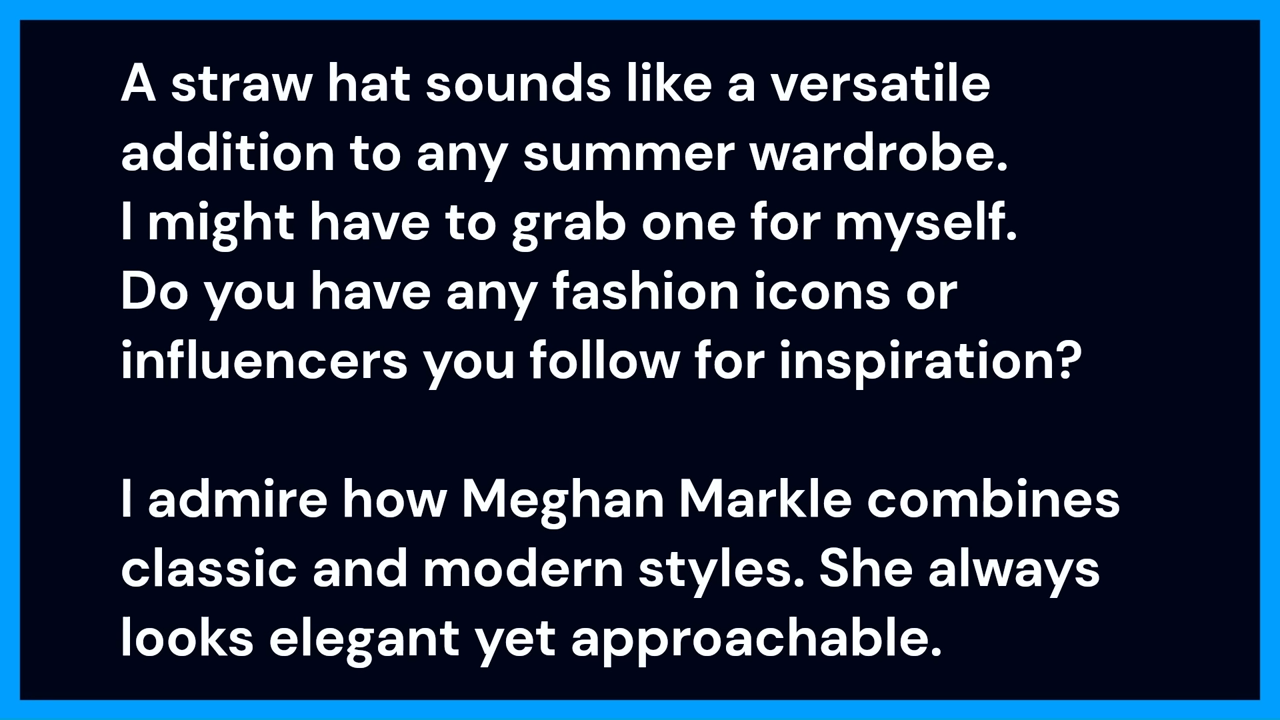 A straw hat sounds like a versatile
addition to any summer wardrobe.
I might have to grab one for myself.
Do you have any fashion icons or
influencers you follow for inspiration?
I admire how Meghan Markle combines
classic and modern styles. She always
looks elegant yet approachable.